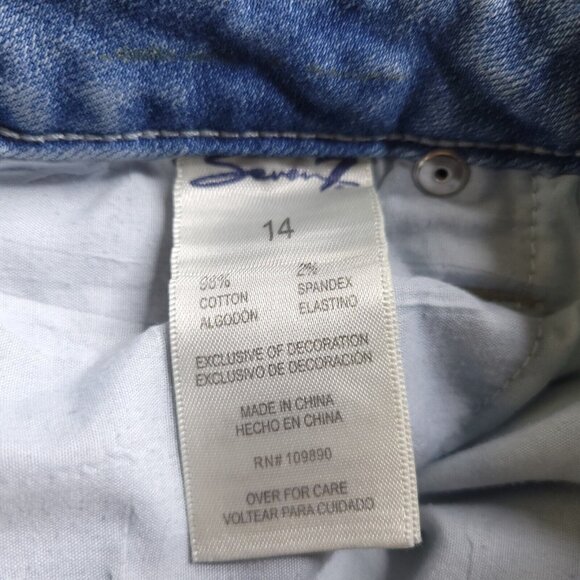 Seven7
14
98% 2%
COTTON SPANDEX
ALGODÓN ELASTINO
EXCLUSIVE OF DECORATION
EXCLUSIVO DE DECORACIÓN
MADE IN CHINA
HECHO EN CHINA
RN# 109890
OVER FOR CARE
VOLTEAR PARA CUIDADO